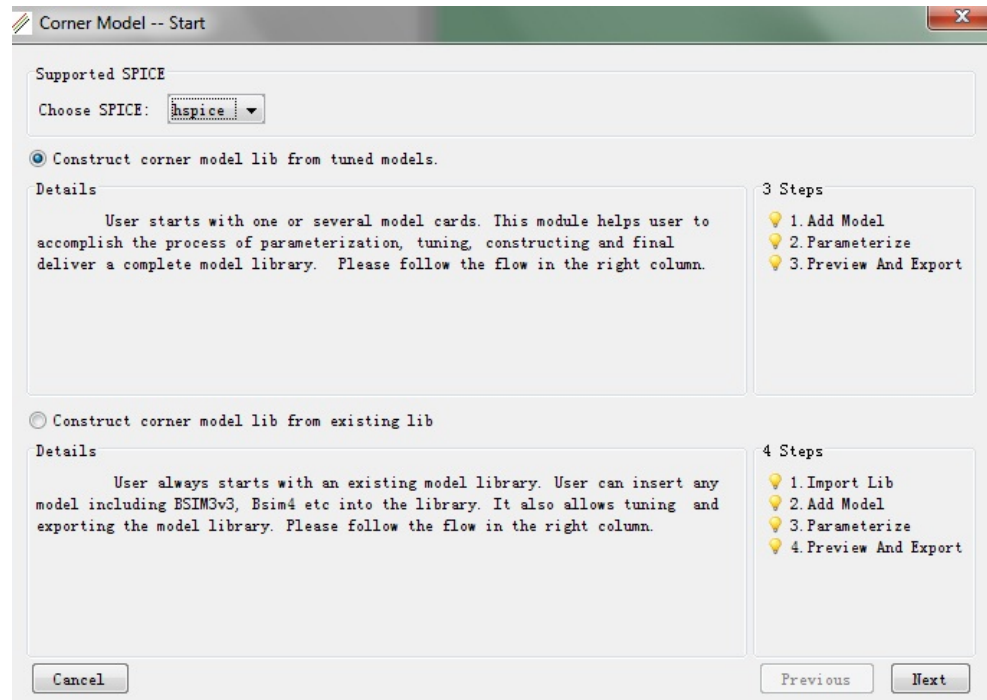 Corner Model -- Start
Supported SPICE
Choose SPICE: hspice
Construct corner model lib from tuned models.
Details
User starts with one or several model cards. This module helps user to
accomplish the process of parameterization, tuning, constructing and final
deliver a complete model library. Please follow the flow in the right column.
3 Steps
1. Add Model
2. Parameterize
3. Preview And Export
Construct corner model lib from existing lib
Details
User always starts with an existing model library. User can insert any
model including BSIM3v3, Bsim4 etc into the library. It also allows tuning and
exporting the model library. Please follow the flow in the right column.
4 Steps
1. Import Lib
2. Add Model
3. Parameterize
4. Preview And Export
Cancel
Previous
Next